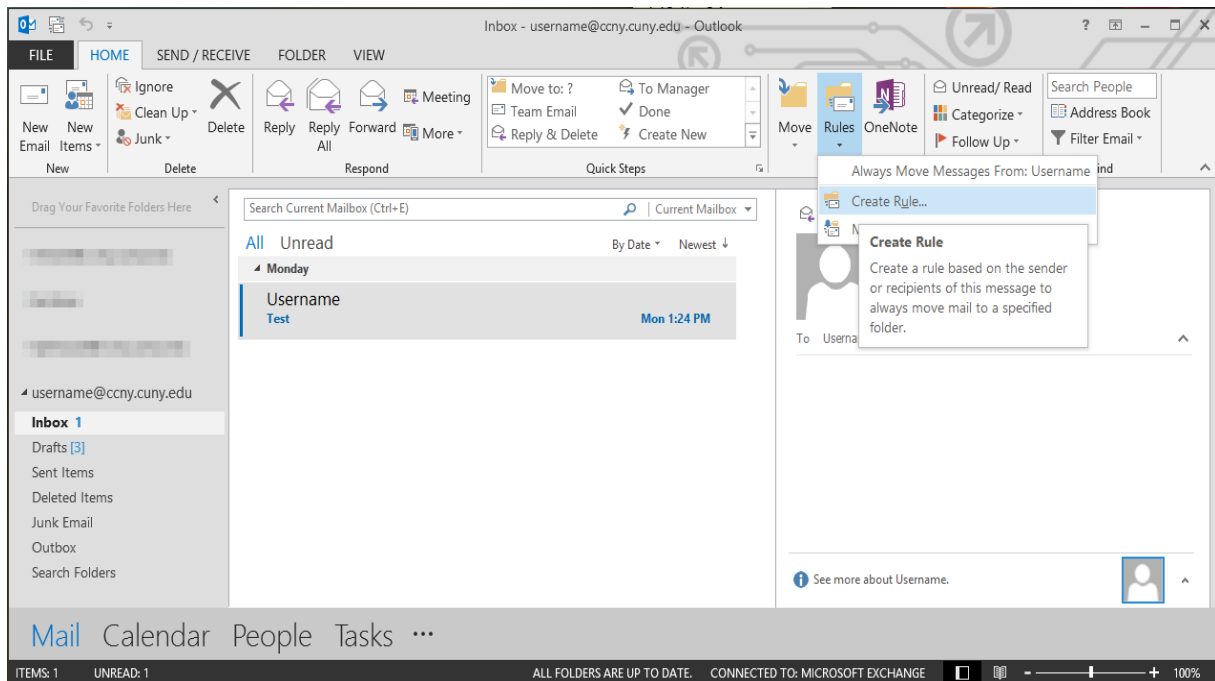 Inbox - username@ccny.cuny.edu - Outlook
?
FILE HOME SEND / RECEIVE FOLDER VIEW
New Email
New Items
New
Ignore
Clean Up
Junk
Delete
Delete
Reply
Reply All
Forward
Meeting
More
Respond
Move to: ?
Team Email
Reply & Delete
To Manager
Done
Create New
Quick Steps
Move
Rules
OneNote
Unread/ Read
Categorize
Follow Up
Search People
Address Book
Filter Email
Always Move Messages From: Username
Create Rule...
Create Rule
Create a rule based on the sender
or recipients of this message to
always move mail to a specified
folder.
Drag Your Favorite Folders Here
username@ccny.cuny.edu
Inbox 1
Drafts [3]
Sent Items
Deleted Items
Junk Email
Outbox
Search Folders
Search Current Mailbox (Ctrl+E) Current Mailbox
All Unread By Date Newest ↓
Monday
Username
Test Mon 1:24 PM
To
See more about Username.
Mail Calendar People Tasks ...
ITEMS: 1 UNREAD: 1 ALL FOLDERS ARE UP TO DATE. CONNECTED TO: MICROSOFT EXCHANGE - + 100%